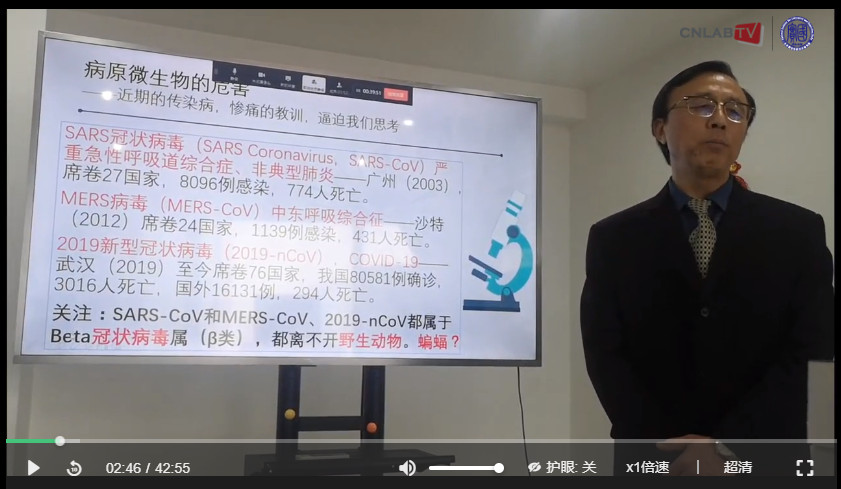 CNLABTV
病原微生物的危害
——近期的传染病，惨痛的教训，逼迫我们思考
SARS冠状病毒（SARS Coronavirus，SARS-CoV）严
重急性呼吸道综合症、非典型肺炎——广州（2003），
席卷27国家，8096例感染，774人死亡。
MERS病毒（MERS-CoV）中东呼吸综合征——沙特
（2012）席卷24国家，1139例感染，431人死亡。
2019新型冠状病毒（2019-nCoV），COVID-19——
武汉（2019）至今席卷76国家，我国80581例确诊，
3016人死亡，国外16131例，294人死亡。
关注：SARS-CoV和MERS-CoV、2019-nCoV都属于
Beta冠状病毒属（β类），都离不开野生动物。蝙蝠？
02:46 / 42:55
护眼: 关
x1倍速
超清